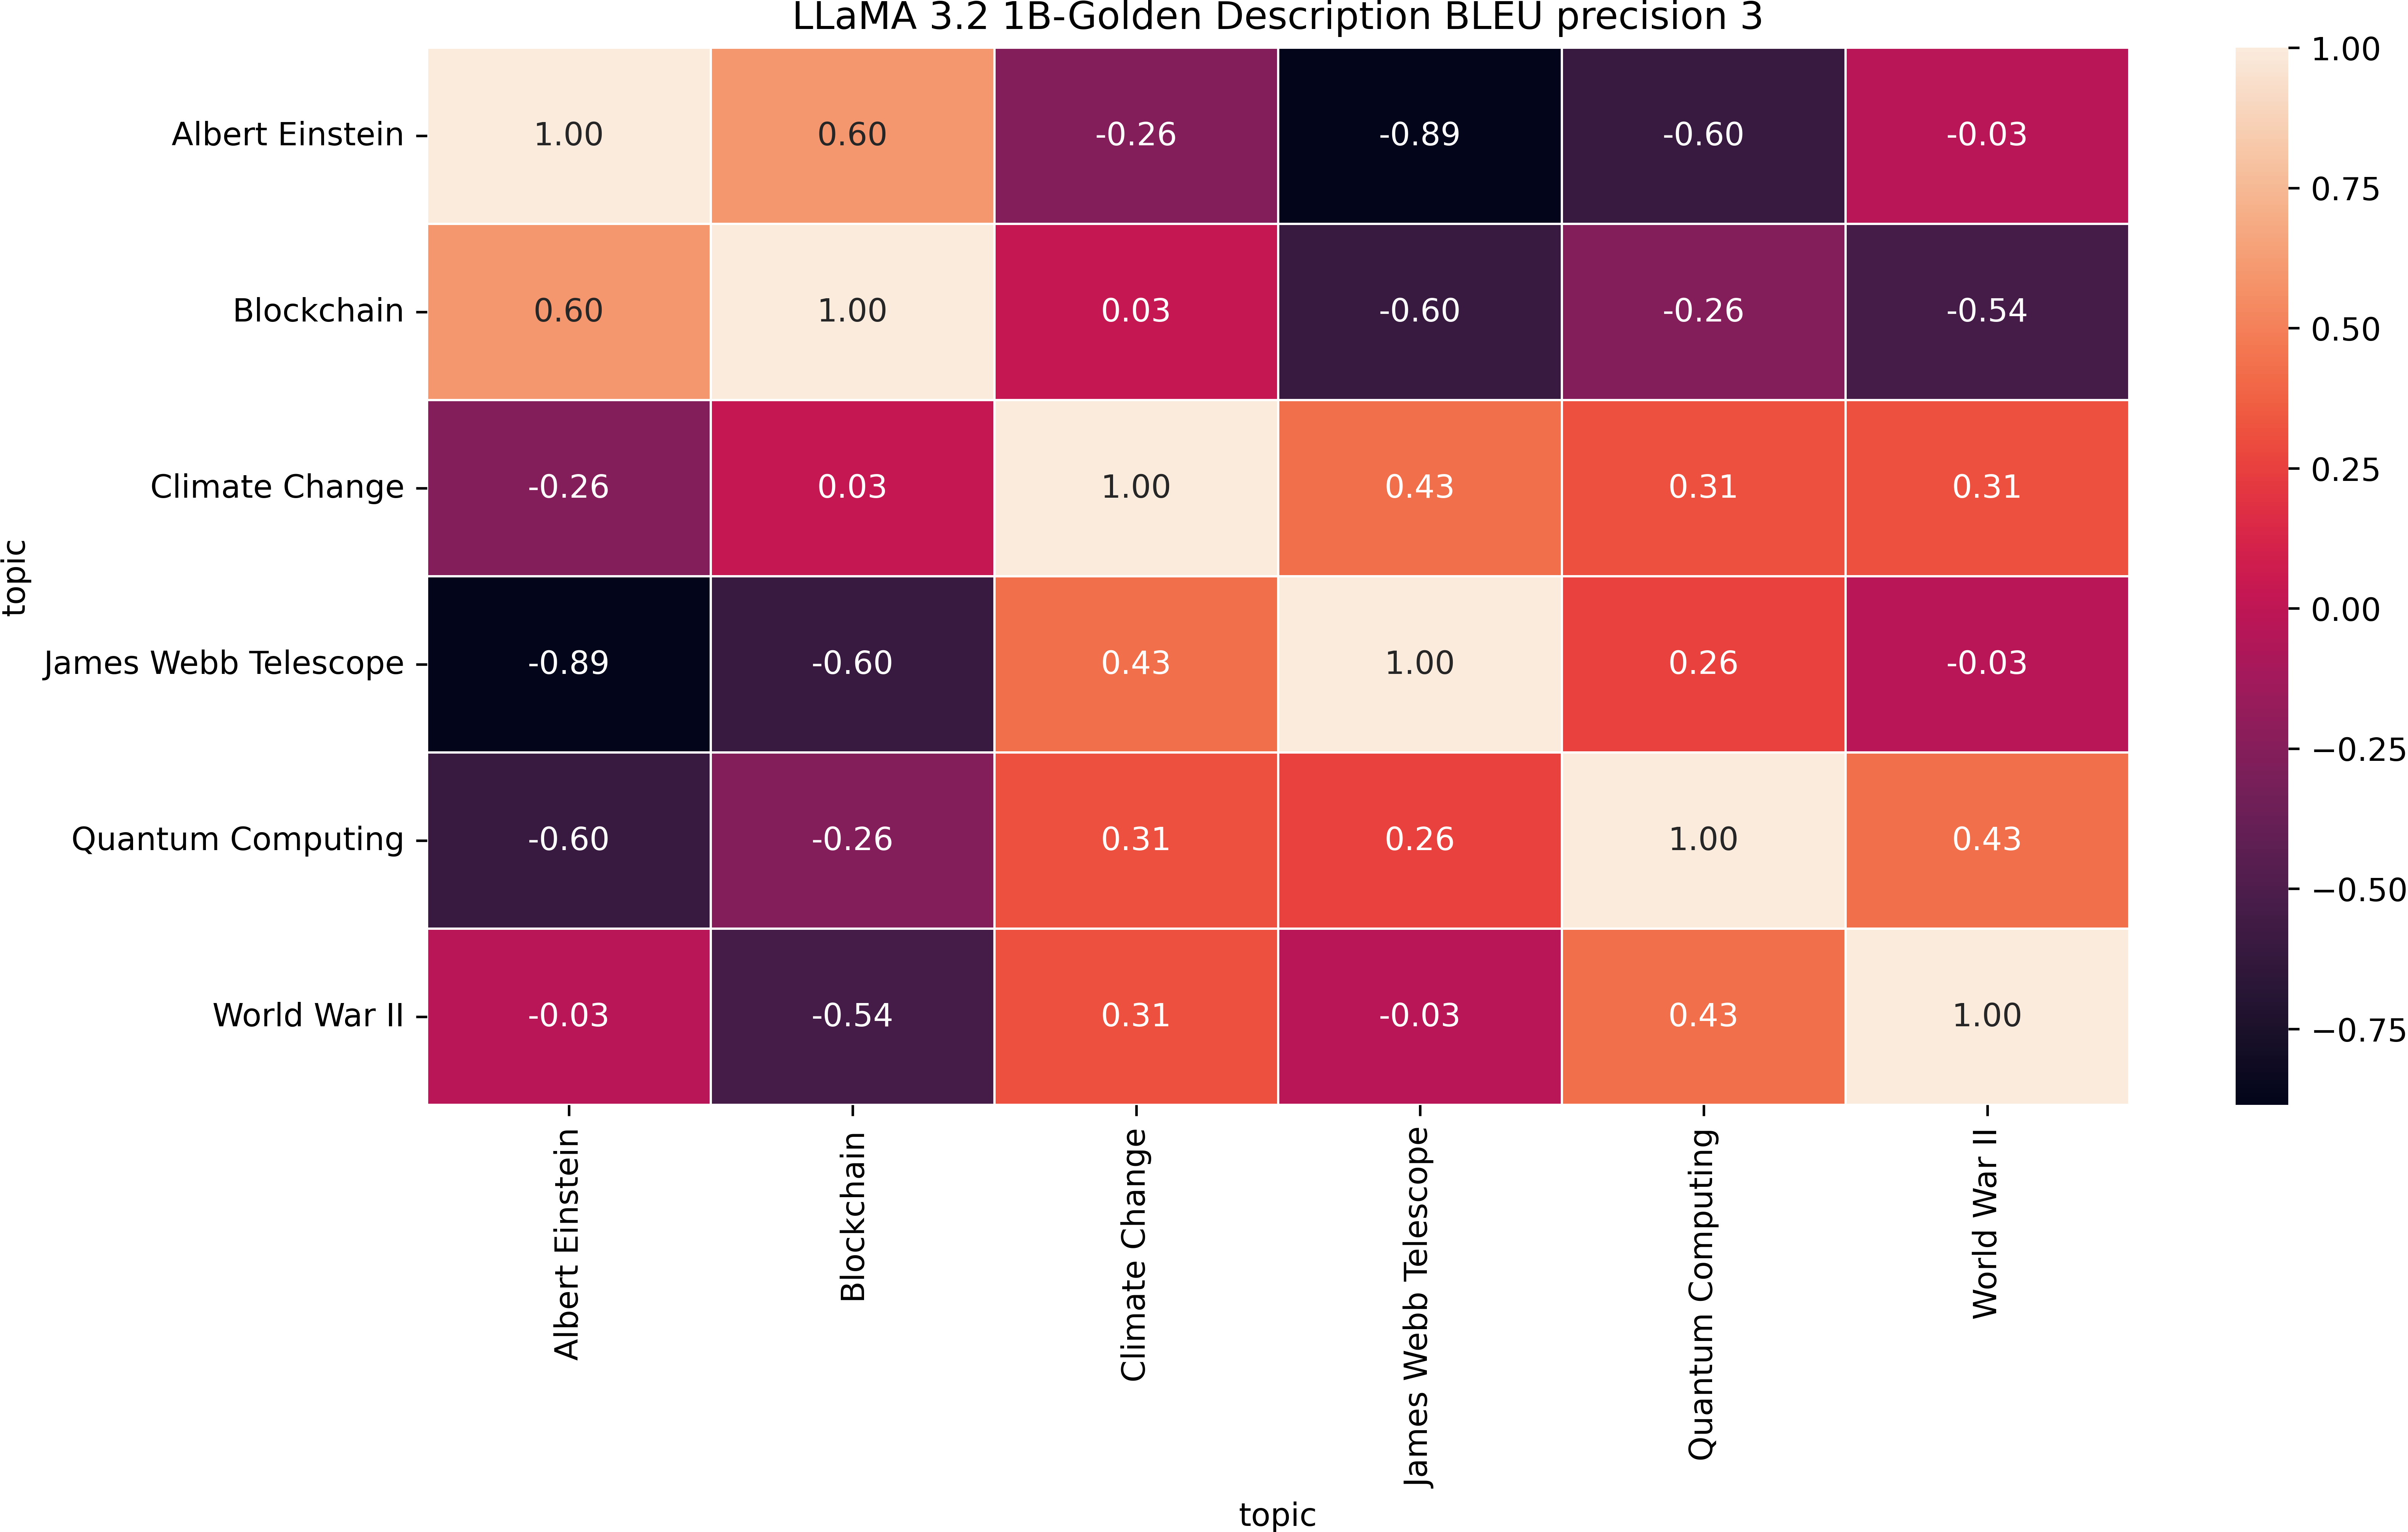 LLaMA 3.2 1B-Golden Description BLEU precision 3
topic
Albert Einstein 1.00 0.60 -0.26 -0.89 -0.60 -0.03
Blockchain 0.60 1.00 0.03 -0.60 -0.26 -0.54
Climate Change -0.26 0.03 1.00 0.43 0.31 0.31
James Webb Telescope -0.89 -0.60 0.43 1.00 0.26 -0.03
Quantum Computing -0.60 -0.26 0.31 0.26 1.00 0.43
World War II -0.03 -0.54 0.31 -0.03 0.43 1.00
Albert Einstein
Blockchain
Climate Change
James Webb Telescope
Quantum Computing
World War II
topic
1.00
0.75
0.50
0.25
0.00
−0.25
−0.50
−0.75